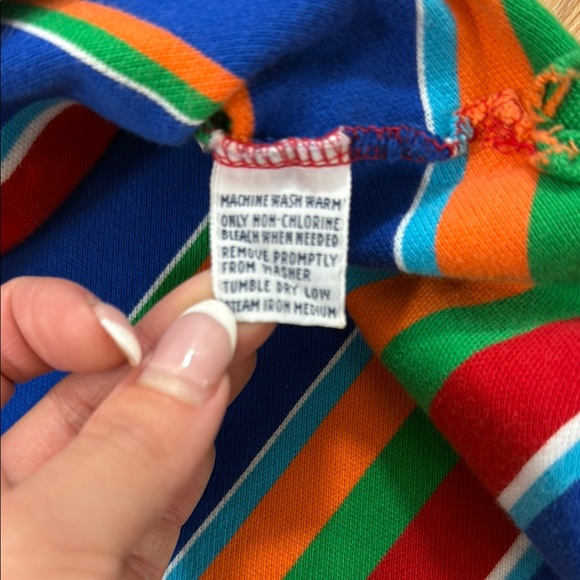 MACHINE WASH WARM
ONLY NON-CHLORINE
BLEACH WHEN NEEDED
REMOVE PROMPTLY
FROM WASHER
TUMBLE DRY LOW
STEAM IRON MEDIUM